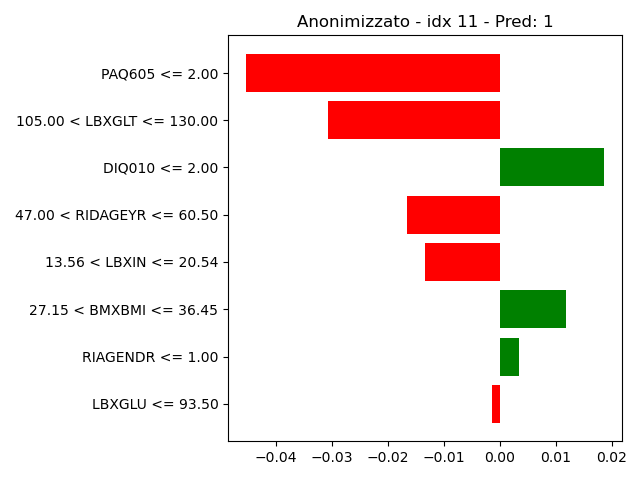 Anonimizzato - idx 11 - Pred: 1
PAQ605 <= 2.00
105.00 < LBXGLT <= 130.00
DIQ010 <= 2.00
47.00 < RIDAGEYR <= 60.50
13.56 < LBXIN <= 20.54
27.15 < BMXBMI <= 36.45
RIAGENDR <= 1.00
LBXGLU <= 93.50
−0.04 −0.03 −0.02 −0.01 0.00 0.01 0.02